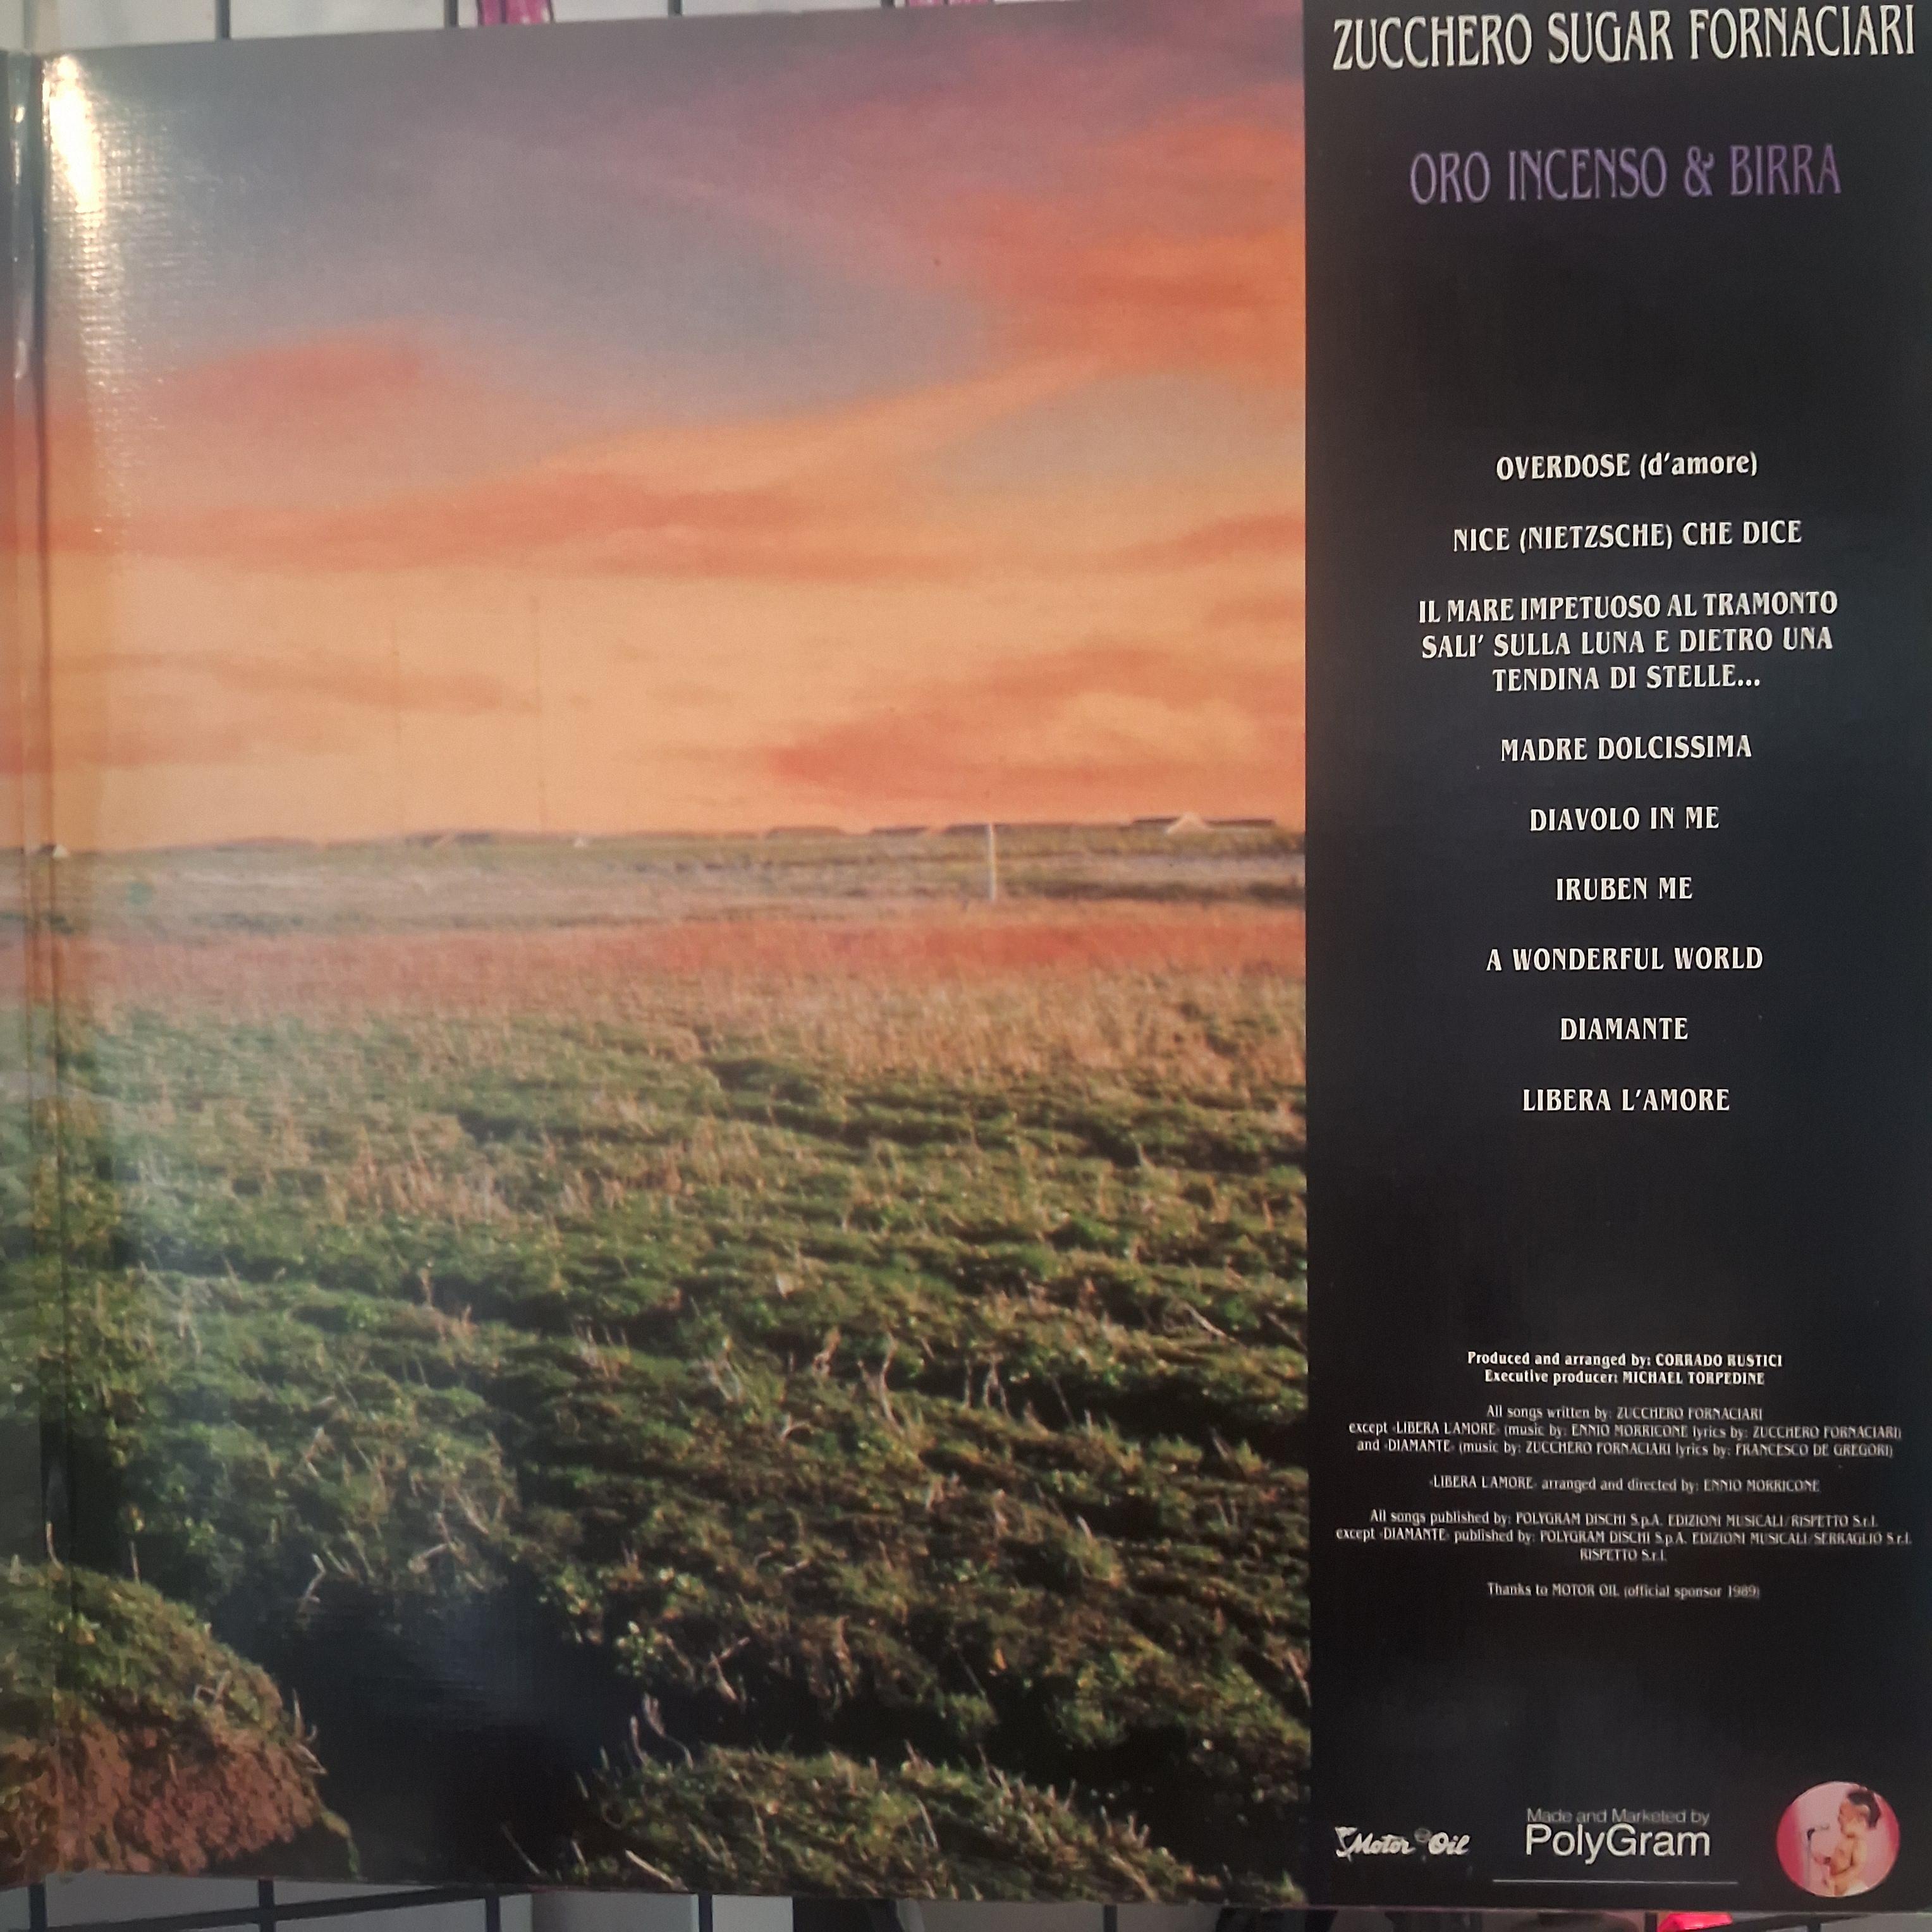 ZUCCHERO SUGAR FORNACIARI
ORO INCENSO & BIRRA
OVERDOSE (d'amore)
NICE (NIETZSCHE) CHE DICE
IL MARE IMPETUOSO AL TRAMONTO
SALI' SULLA LUNA E DIETRO UNA
TENDINA DI STELLE...
MADRE DOLCISSIMA
DIAVOLO IN ME
IRUBEN ME
A WONDERFUL WORLD
DIAMANTE
LIBERA L'AMORE
Produced and arranged by: CORRADO RUSTICI
Executive producer: MICHAEL TORPEDINE
All songs written by: ZUCCHERO FORNACIARI
except «LIBERA L'AMORE» (music by: ENNIO MORRICONE lyrics by: ZUCCHERO FORNACIARI)
and «DIAMANTE» (music by: ZUCCHERO FORNACIARI lyrics by: FRANCESCO DE GREGORI)
«LIBERA L'AMORE» arranged and directed by: ENNIO MORRICONE
All songs published by: POLYGRAM DISCHI S.p.A. EDIZIONI MUSICALI/RISPETTO S.r.l.
except «DIAMANTE» published by: POLYGRAM DISCHI S.p.A. EDIZIONI MUSICALI/SERRAGLIO S.r.l.
RISPETTO S.r.l.
Thanks to MOTOR OIL (official sponsor 1989)
Motor Oil
Made and Marketed by
PolyGram